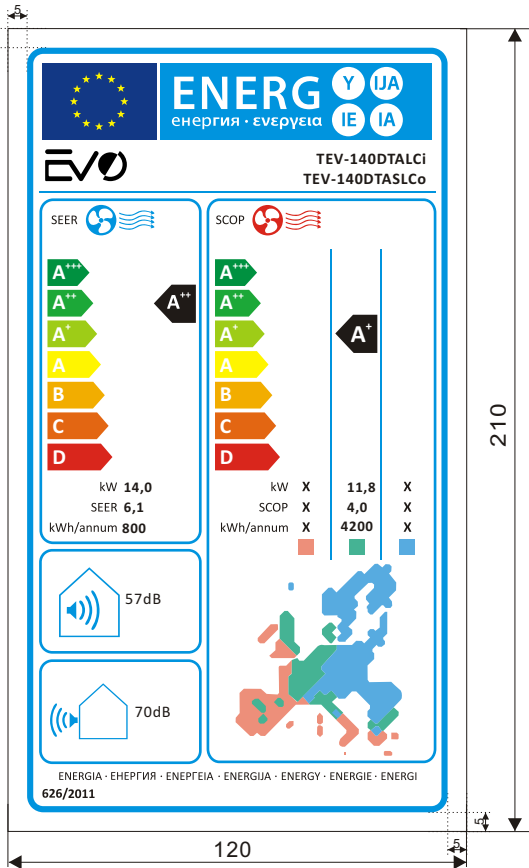 5
ENERG Y IJA
енергия · ενεργεια IE IA
EVO
TEV-140DTALCi
TEV-140DTASLCo
SEER
A+++
A++ A++
A+
A
B
C
D
kW 14,0
SEER 6,1
kWh/annum 800
SCOP
A+++
A++
A+ A+
A
B
C
D
kW X 11,8 X
SCOP X 4,0 X
kWh/annum X 4200 X
57dB
70dB
ENERGIA · ЕНЕРГИЯ · ΕΝΕΡΓΕΙΑ · ENERGIJA · ENERGY · ENERGIE · ENERGI
626/2011
210
5
5
120